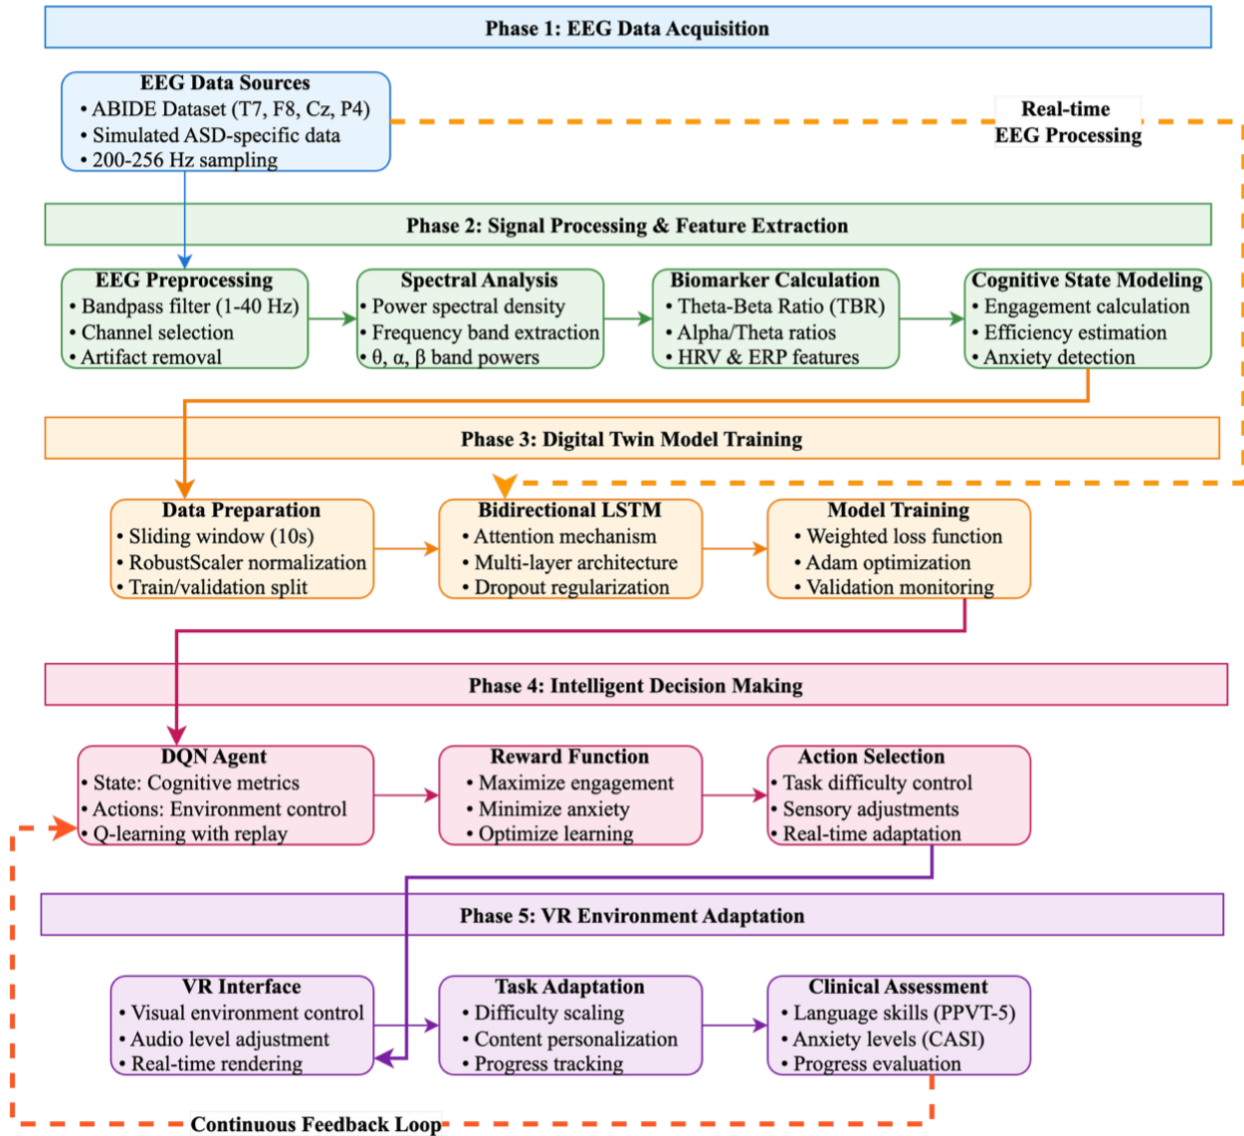 Phase 1: EEG Data Acquisition
EEG Data Sources
• ABIDE Dataset (T7, F8, Cz, P4)
• Simulated ASD-specific data
• 200-256 Hz sampling
Real-time
EEG Processing
Phase 2: Signal Processing & Feature Extraction
EEG Preprocessing
• Bandpass filter (1-40 Hz)
• Channel selection
• Artifact removal
Spectral Analysis
• Power spectral density
• Frequency band extraction
• θ, α, β band powers
Biomarker Calculation
• Theta-Beta Ratio (TBR)
• Alpha/Theta ratios
• HRV & ERP features
Cognitive State Modeling
• Engagement calculation
• Efficiency estimation
• Anxiety detection
Phase 3: Digital Twin Model Training
Data Preparation
• Sliding window (10s)
• RobustScaler normalization
• Train/validation split
Bidirectional LSTM
• Attention mechanism
• Multi-layer architecture
• Dropout regularization
Model Training
• Weighted loss function
• Adam optimization
• Validation monitoring
Phase 4: Intelligent Decision Making
DQN Agent
• State: Cognitive metrics
• Actions: Environment control
• Q-learning with replay
Reward Function
• Maximize engagement
• Minimize anxiety
• Optimize learning
Action Selection
• Task difficulty control
• Sensory adjustments
• Real-time adaptation
Phase 5: VR Environment Adaptation
VR Interface
• Visual environment control
• Audio level adjustment
• Real-time rendering
Task Adaptation
• Difficulty scaling
• Content personalization
• Progress tracking
Clinical Assessment
• Language skills (PPVT-5)
• Anxiety levels (CASI)
• Progress evaluation
Continuous Feedback Loop